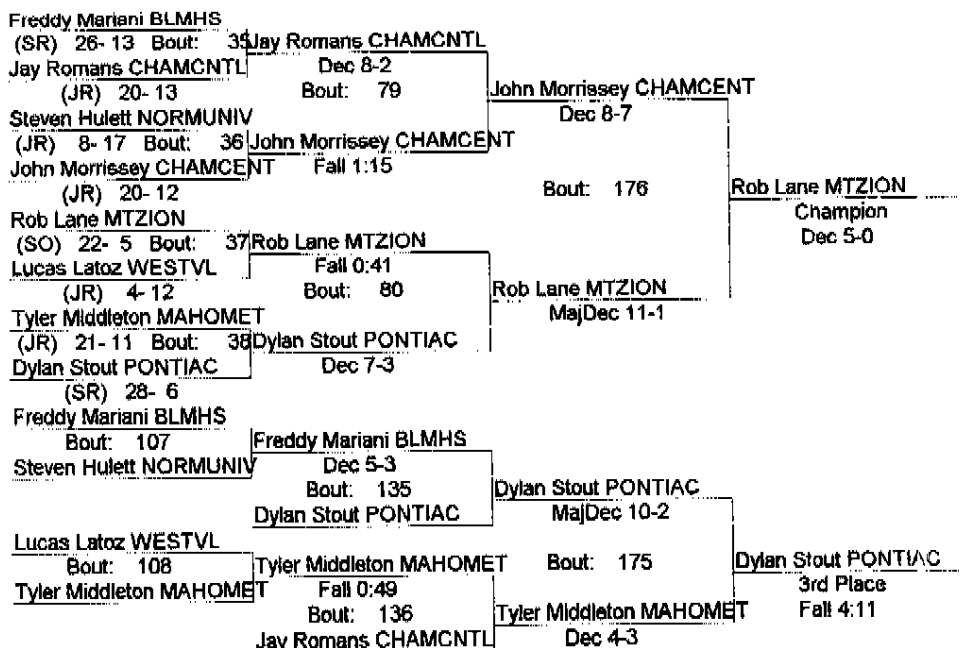 Freddy Mariani BLMHS
(SR) 26- 13 Bout: 35
Jay Romans CHAMCNTL
(JR) 20- 13
Jay Romans CHAMCNTL
Dec 8-2
Bout: 79
Steven Hulett NORMUNIV
(JR) 8- 17 Bout: 36
John Morrissey CHAMCENT
(JR) 20- 12
John Morrissey CHAMCENT
Fall 1:15
John Morrissey CHAMCENT
Dec 8-7
Bout: 176
Rob Lane MTZION
Champion
Dec 5-0
Rob Lane MTZION
(SO) 22- 5 Bout: 37
Lucas Latoz WESTVL
(JR) 4- 12
Rob Lane MTZION
Fall 0:41
Bout: 80
Tyler Middleton MAHOMET
(JR) 21- 11 Bout: 38
Dylan Stout PONTIAC
(SR) 28- 6
Dylan Stout PONTIAC
Dec 7-3
Rob Lane MTZION
MajDec 11-1
Freddy Mariani BLMHS
Bout: 107
Steven Hulett NORMUNIV
Freddy Mariani BLMHS
Dec 5-3
Bout: 135
Dylan Stout PONTIAC
Dylan Stout PONTIAC
MajDec 10-2
Bout: 175
Lucas Latoz WESTVL
Bout: 108
Tyler Middleton MAHOMET
Tyler Middleton MAHOMET
Fall 0:49
Bout: 136
Jay Romans CHAMCNTL
Tyler Middleton MAHOMET
Dec 4-3
Dylan Stout PONTIAC
3rd Place
Fall 4:11